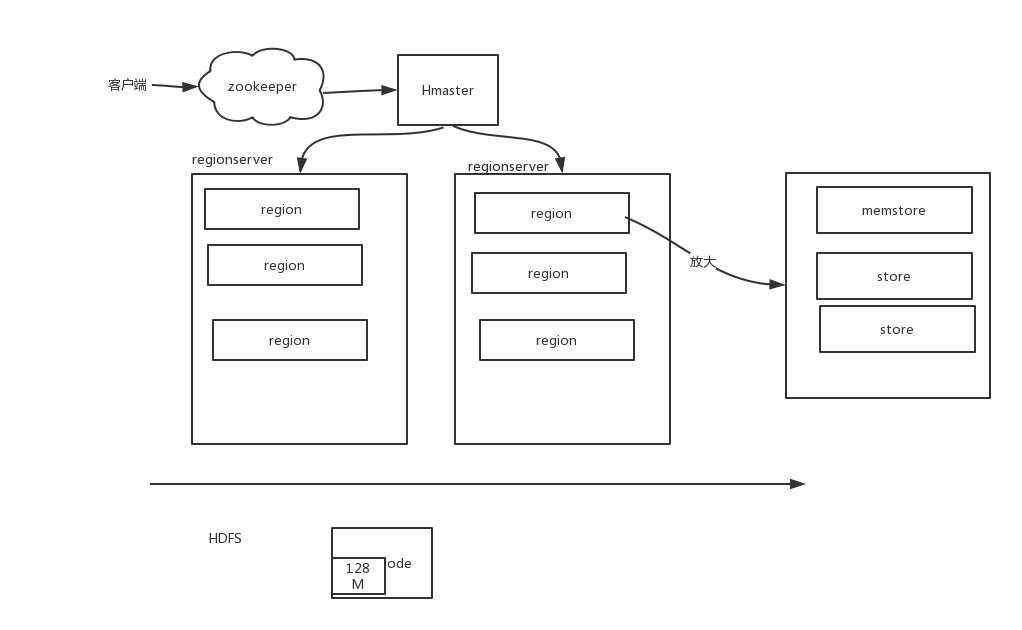 客户端
zookeeper
Hmaster
regionserver
regionserver
region
region
memstore
region
region
放大
store
region
region
store
HDFS
ode
128
M